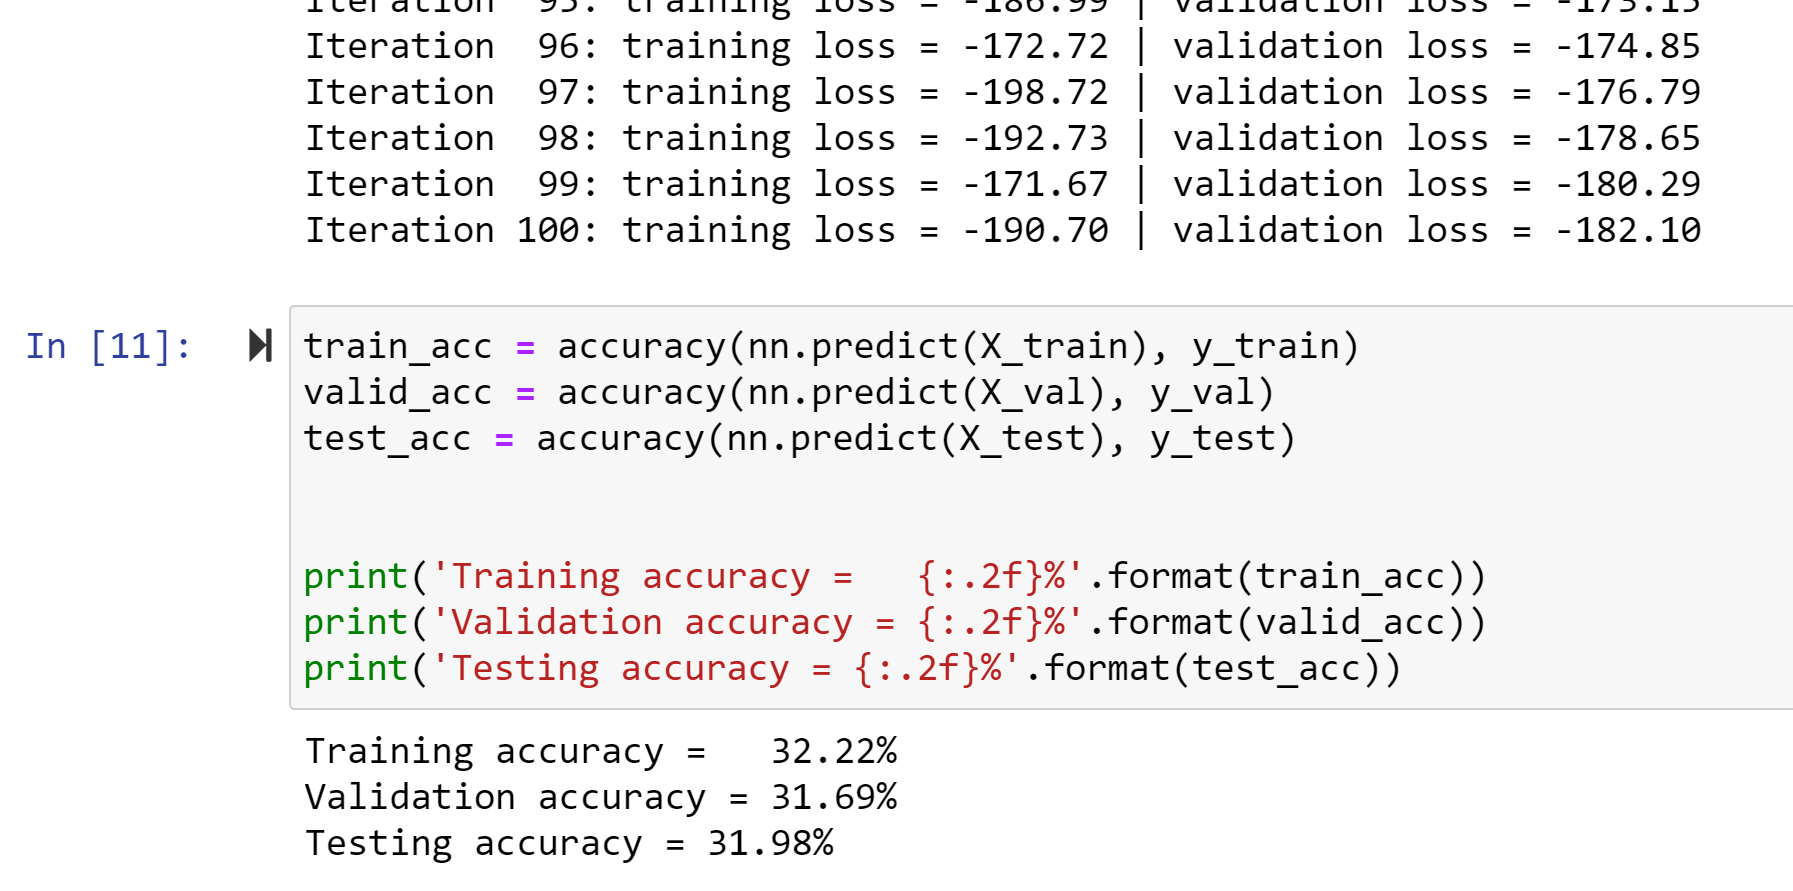 Iteration  95: training loss = -186.99 | validation loss = -173.15
Iteration  96: training loss = -172.72 | validation loss = -174.85
Iteration  97: training loss = -198.72 | validation loss = -176.79
Iteration  98: training loss = -192.73 | validation loss = -178.65
Iteration  99: training loss = -171.67 | validation loss = -180.29
Iteration 100: training loss = -190.70 | validation loss = -182.10
In [11]:
train_acc = accuracy(nn.predict(X_train), y_train)
valid_acc = accuracy(nn.predict(X_val), y_val)
test_acc = accuracy(nn.predict(X_test), y_test)
print('Training accuracy =   {:.2f}%'.format(train_acc))
print('Validation accuracy = {:.2f}%'.format(valid_acc))
print('Testing accuracy = {:.2f}%'.format(test_acc))
Training accuracy =   32.22%
Validation accuracy = 31.69%
Testing accuracy = 31.98%